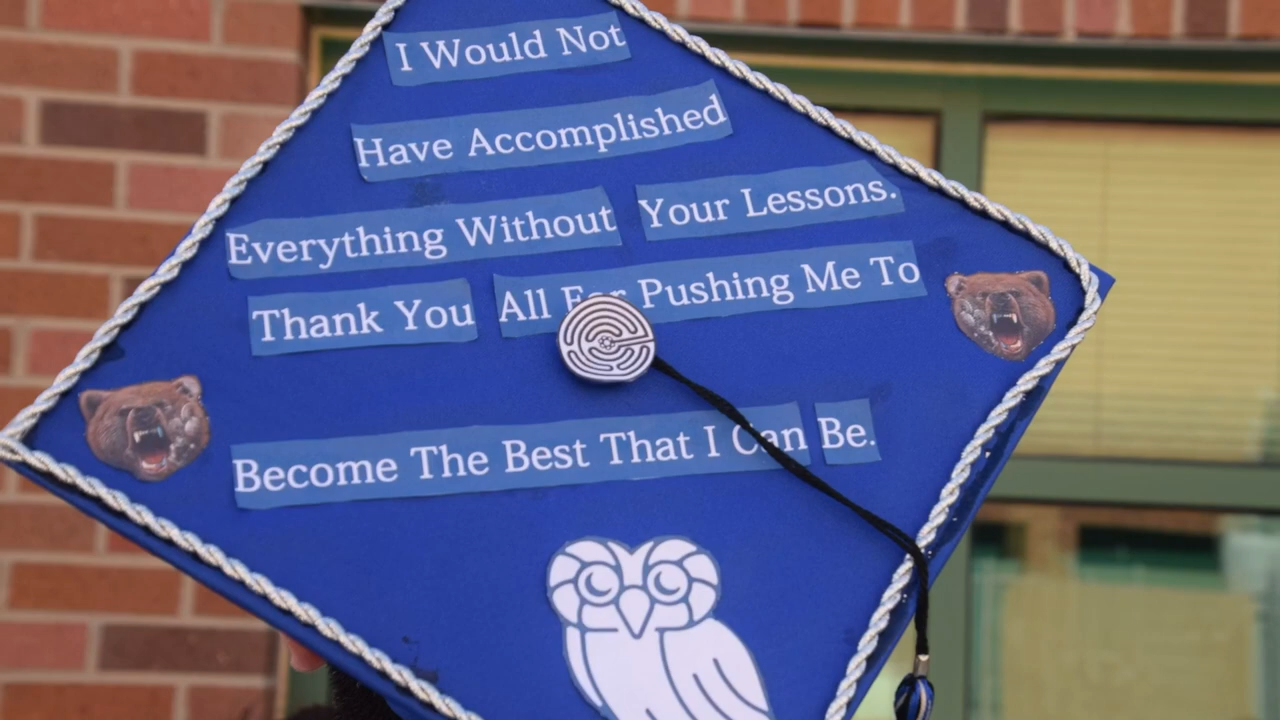 I Would Not
Have Accomplished
Everything Without Your Lessons.
Thank You All For Pushing Me To
Become The Best That I Can Be.